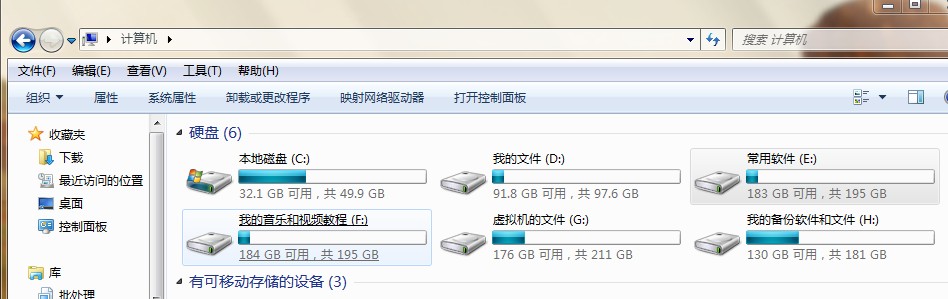 计算机
搜索 计算机
文件(F) 编辑(E) 查看(V) 工具(T) 帮助(H)
组织 属性 系统属性 卸载或更改程序 映射网络驱动器 打开控制面板
收藏夹
下载
最近访问的位置
桌面
控制面板
库
批处理
硬盘 (6)
本地磁盘 (C:)
32.1 GB 可用，共 49.9 GB
我的文件 (D:)
91.8 GB 可用，共 97.6 GB
常用软件 (E:)
183 GB 可用，共 195 GB
我的音乐和视频教程 (F:)
184 GB 可用，共 195 GB
虚拟机的文件 (G:)
176 GB 可用，共 211 GB
我的备份软件和文件 (H:)
130 GB 可用，共 181 GB
有可移动存储的设备 (3)